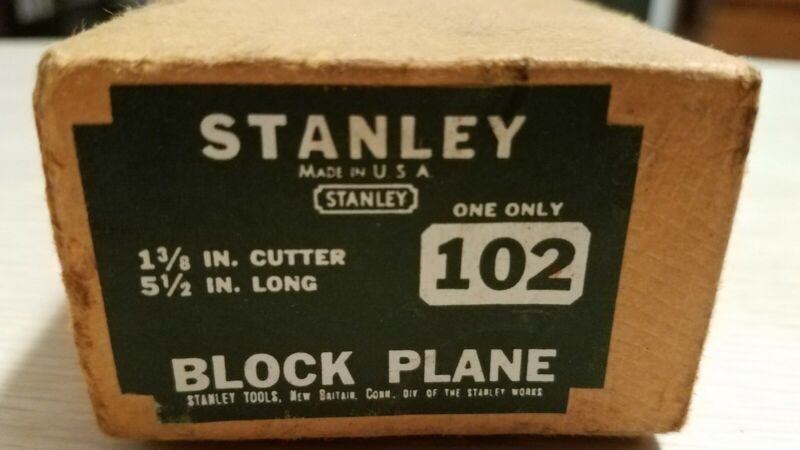 STANLEY
MADE IN U S A
STANLEY
ONE ONLY
102
1 3/8 IN. CUTTER
5 1/2 IN. LONG
BLOCK PLANE
STANLEY TOOLS, NEW BRITAIN, CONN. DIV OF THE STANLEY WORKS